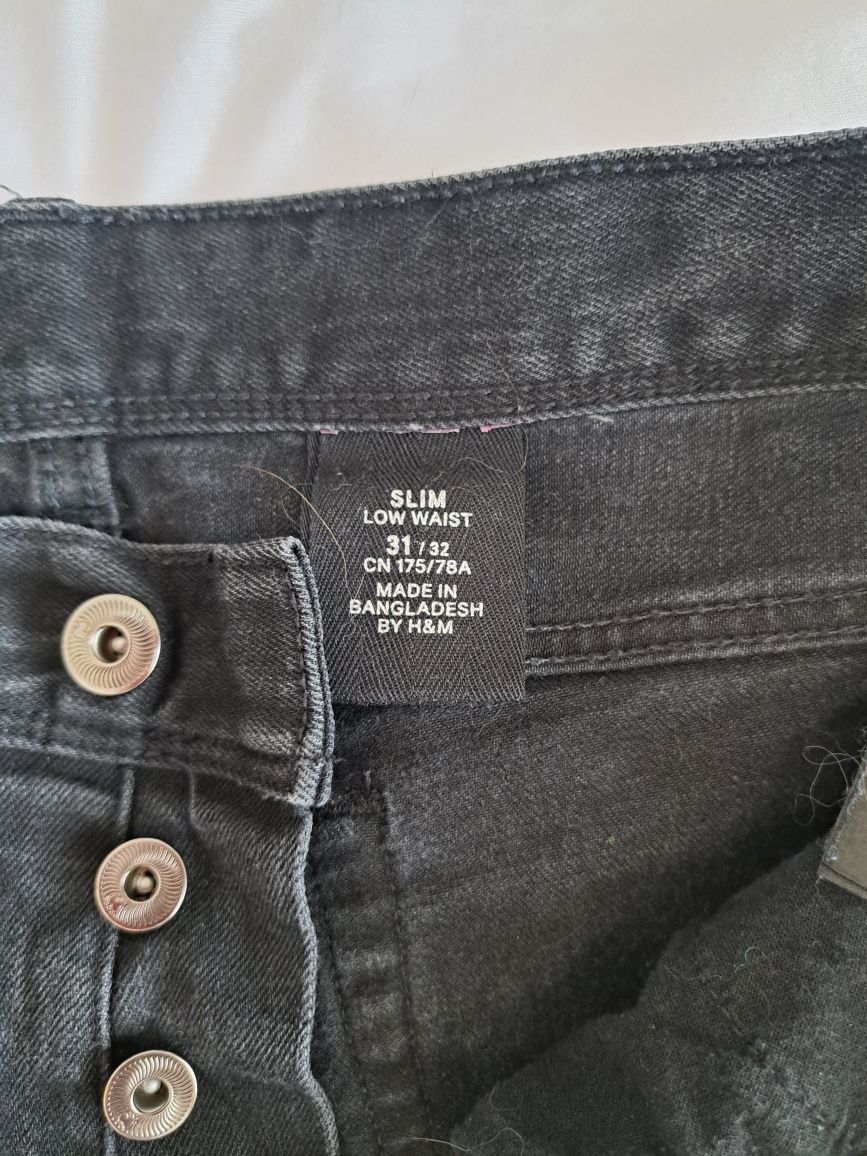 SLIM
LOW WAIST
31 / 32
CN 175/78A
MADE IN
BANGLADESH
BY H&M